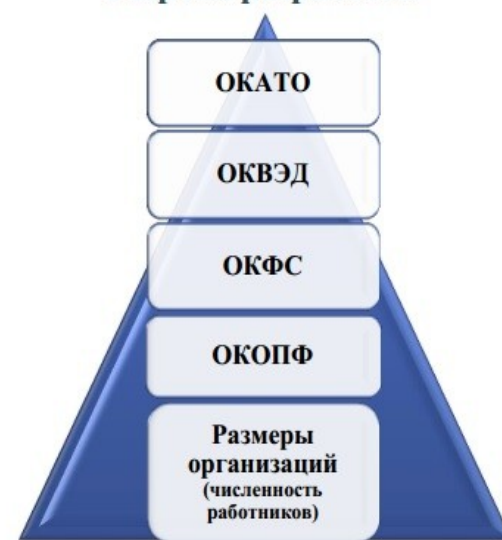 ОКАТО
ОКВЭД
ОКФС
ОКОПФ
Размеры
организаций
(численность
работников)